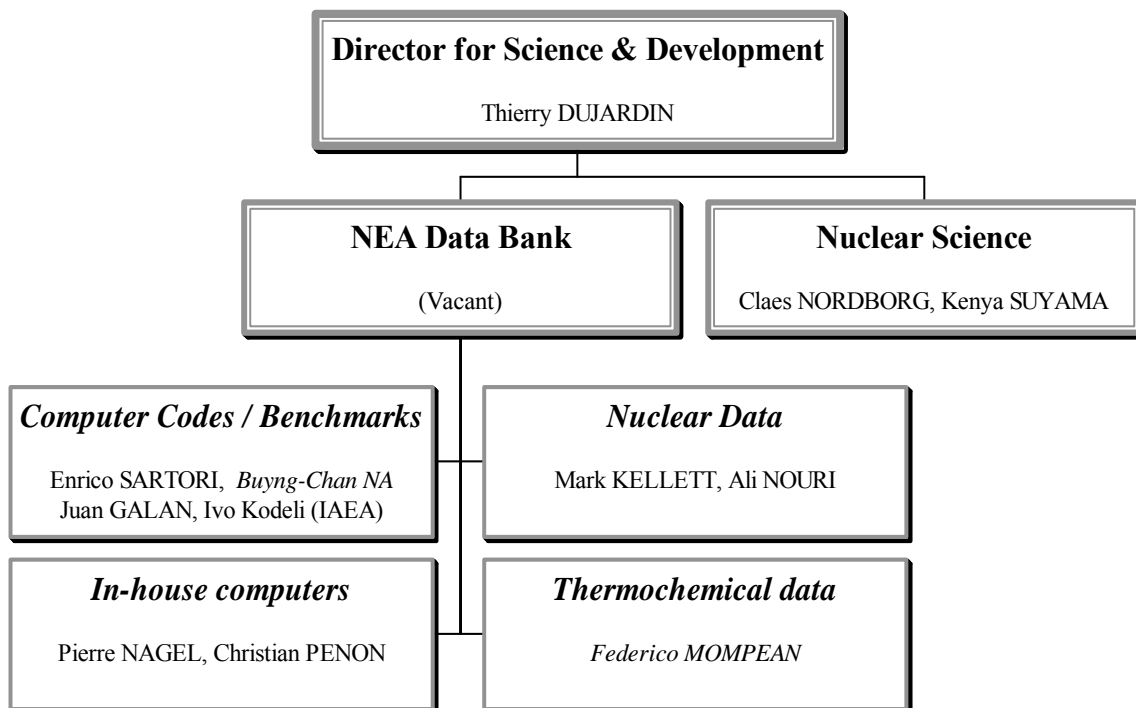 Director for Science & Development
Thierry DUJARDIN
NEA Data Bank
(Vacant)
Nuclear Science
Claes NORDBORG, Kenya SUYAMA
Computer Codes / Benchmarks
Enrico SARTORI, Buyng-Chan NA
Juan GALAN, Ivo Kodeli (IAEA)
Nuclear Data
Mark KELLETT, Ali NOURI
In-house computers
Pierre NAGEL, Christian PENON
Thermochemical data
Federico MOMPEAN